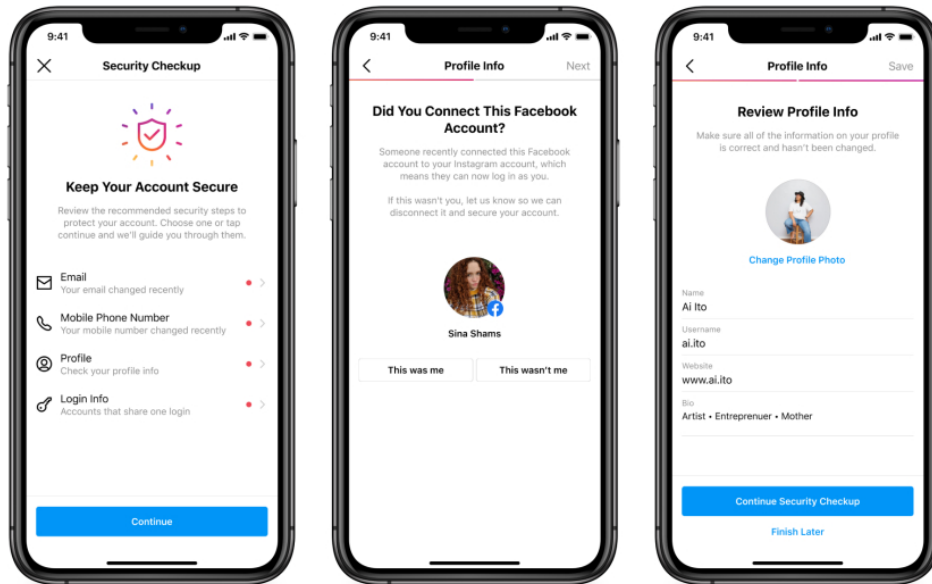 9:41
Security Checkup
Keep Your Account Secure
Review the recommended security steps to
protect your account. Choose one or tap
continue and we'll guide you through them.
Email
Your email changed recently
Mobile Phone Number
Your mobile number changed recently
Profile
Check your profile info
Login Info
Accounts that share one login
Continue
9:41
Profile Info
Next
Did You Connect This Facebook
Account?
Someone recently connected this Facebook
account to your Instagram account, which
means they can now log in as you.
If this wasn't you, let us know so we can
disconnect it and secure your account.
Sina Shams
This was me
This wasn't me
9:41
Profile Info
Save
Review Profile Info
Make sure all of the information on your profile
is correct and hasn't been changed.
Change Profile Photo
Name
Ai Ito
Username
ai.ito
Website
www.ai.ito
Bio
Artist • Entreprenuer • Mother
Continue Security Checkup
Finish Later